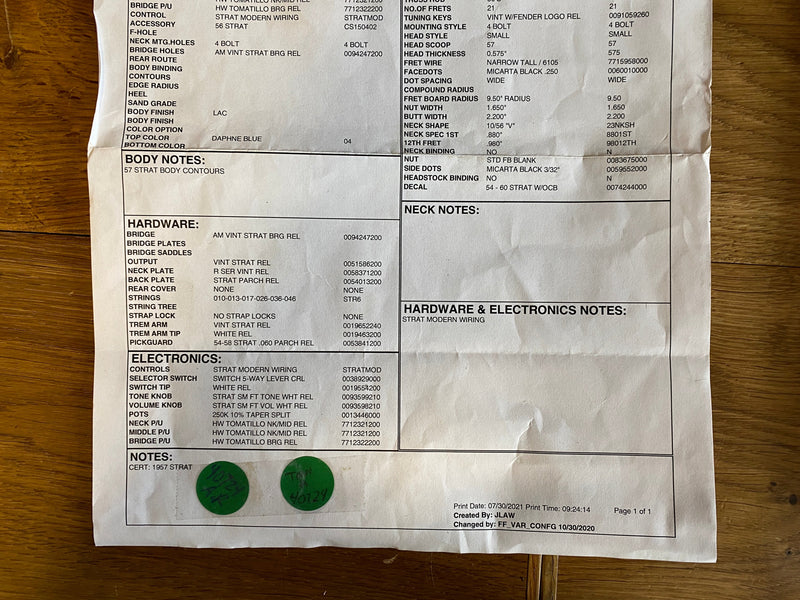 BRIDGE P/U HW TOMATILLO BRG REL 7712322200
CONTROL STRAT MODERN WIRING STRATMOD
ACCESSORY 56 STRAT CS150402
F-HOLE
NECK MTG.HOLES 4 BOLT 4 BOLT
BRIDGE HOLES AM VINT STRAT BRG REL 0094247200
REAR ROUTE
BODY BINDING
CONTOURS
EDGE RADIUS
HEEL
SAND GRADE
BODY FINISH LAC
BODY FINISH
COLOR OPTION
TOP COLOR DAPHNE BLUE 04
BOTTOM COLOR
BODY NOTES:
57 STRAT BODY CONTOURS
HARDWARE:
BRIDGE AM VINT STRAT BRG REL 0094247200
BRIDGE PLATES
BRIDGE SADDLES
OUTPUT VINT STRAT REL 0051586200
NECK PLATE R SER VINT REL 0058371200
BACK PLATE STRAT PARCH REL 0054013200
REAR COVER NONE NONE
STRINGS 010-013-017-026-036-046 STR6
STRING TREE
STRAP LOCK NO STRAP LOCKS NONE
TREM ARM VINT STRAT REL 0019652240
TREM ARM TIP WHITE REL 0019463200
PICKGUARD 54-58 STRAT .060 PARCH REL 0053841200
ELECTRONICS:
CONTROLS STRAT MODERN WIRING STRATMOD
SELECTOR SWITCH SWITCH 5-WAY LEVER CRL 0038929000
SWITCH TIP WHITE REL 0019554200
TONE KNOB STRAT SM FT TONE WHT REL 0093599210
VOLUME KNOB STRAT SM FT VOL WHT REL 0093598210
POTS 250K 10% TAPER SPLIT 0013446000
NECK P/U HW TOMATILLO NK/MID REL 7712321200
MIDDLE P/U HW TOMATILLO NK/MID REL 7712321200
BRIDGE P/U HW TOMATILLO BRG REL 7712322200
NO.OF FRETS 21 21
TUNING KEYS VINT W/FENDER LOGO REL 0091059260
MOUNTING STYLE 4 BOLT 4 BOLT
HEAD STYLE SMALL SMALL
HEAD SCOOP 57 57
HEAD THICKNESS 0.575" 575
FRET WIRE NARROW TALL / 6105 7715958000
FACEDOTS MICARTA BLACK .250 0060010000
DOT SPACING WIDE WIDE
COMPOUND RADIUS
FRET BOARD RADIUS 9.50" RADIUS 9.50
NUT WIDTH 1.650" 1.650
BUTT WIDTH 2.200" 2.200
NECK SHAPE 10/56 "V" 23NKSH
NECK SPEC 1ST .880" 8801ST
12TH FRET .980" 98012TH
NECK BINDING NO N
NUT STD FB BLANK 0083675000
SIDE DOTS MICARTA BLACK 3/32" 0059552000
HEADSTOCK BINDING NO N
DECAL 54 - 60 STRAT W/OCB 0074244000
NECK NOTES:
HARDWARE & ELECTRONICS NOTES:
STRAT MODERN WIRING
NOTES:
CERT: 1957 STRAT
TOM
40729
Print Date: 07/30/2021 Print Time: 09:24:14 Page 1 of 1
Created By: JLAW
Changed by: FF_VAR_CONFG 10/30/2020